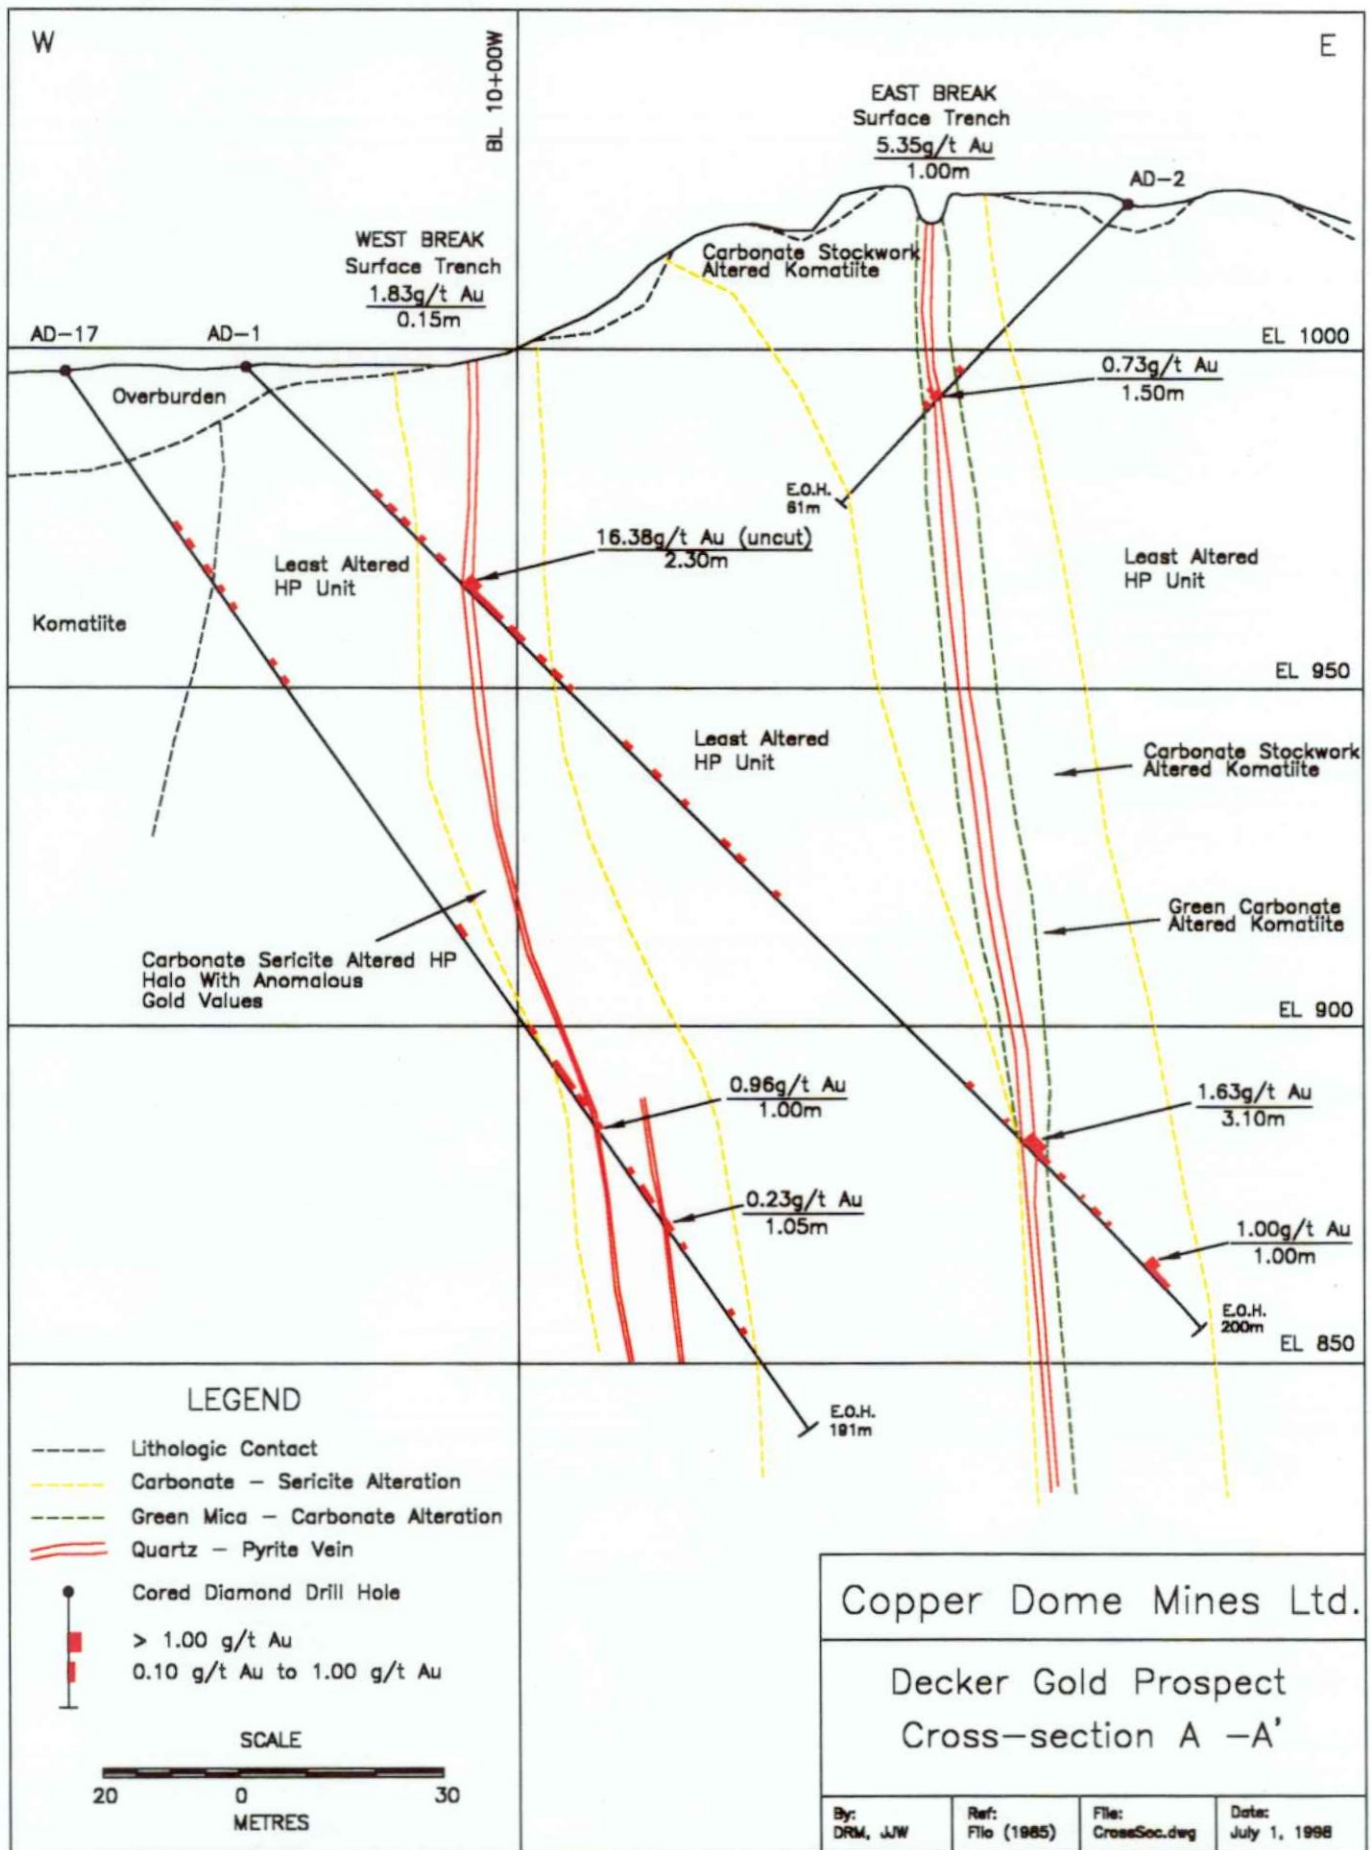 W
E
BL 10+00W
EAST BREAK
Surface Trench
5.35g/t Au
1.00m
AD-2
WEST BREAK
Surface Trench
1.83g/t Au
0.15m
Carbonate Stockwork
Altered Komatiite
AD-17
AD-1
EL 1000
Overburden
0.73g/t Au
1.50m
E.O.H.
61m
16.38g/t Au (uncut)
2.30m
Least Altered
HP Unit
Least Altered
HP Unit
Komatiite
EL 950
Least Altered
HP Unit
Carbonate Stockwork
Altered Komatiite
Green Carbonate
Altered Komatiite
Carbonate Sericite Altered HP
Halo With Anomalous
Gold Values
EL 900
0.96g/t Au
1.00m
1.63g/t Au
3.10m
0.23g/t Au
1.05m
1.00g/t Au
1.00m
E.O.H.
200m
EL 850
E.O.H.
191m
LEGEND
Lithologic Contact
Carbonate - Sericite Alteration
Green Mica - Carbonate Alteration
Quartz - Pyrite Vein
Cored Diamond Drill Hole
> 1.00 g/t Au
0.10 g/t Au to 1.00 g/t Au
SCALE
20 0 30
METRES
Copper Dome Mines Ltd.
Decker Gold Prospect
Cross-section A -A'
By:
DRM, JJW
Ref:
Flio (1985)
File:
CrossSec.dwg
Date:
July 1, 1998